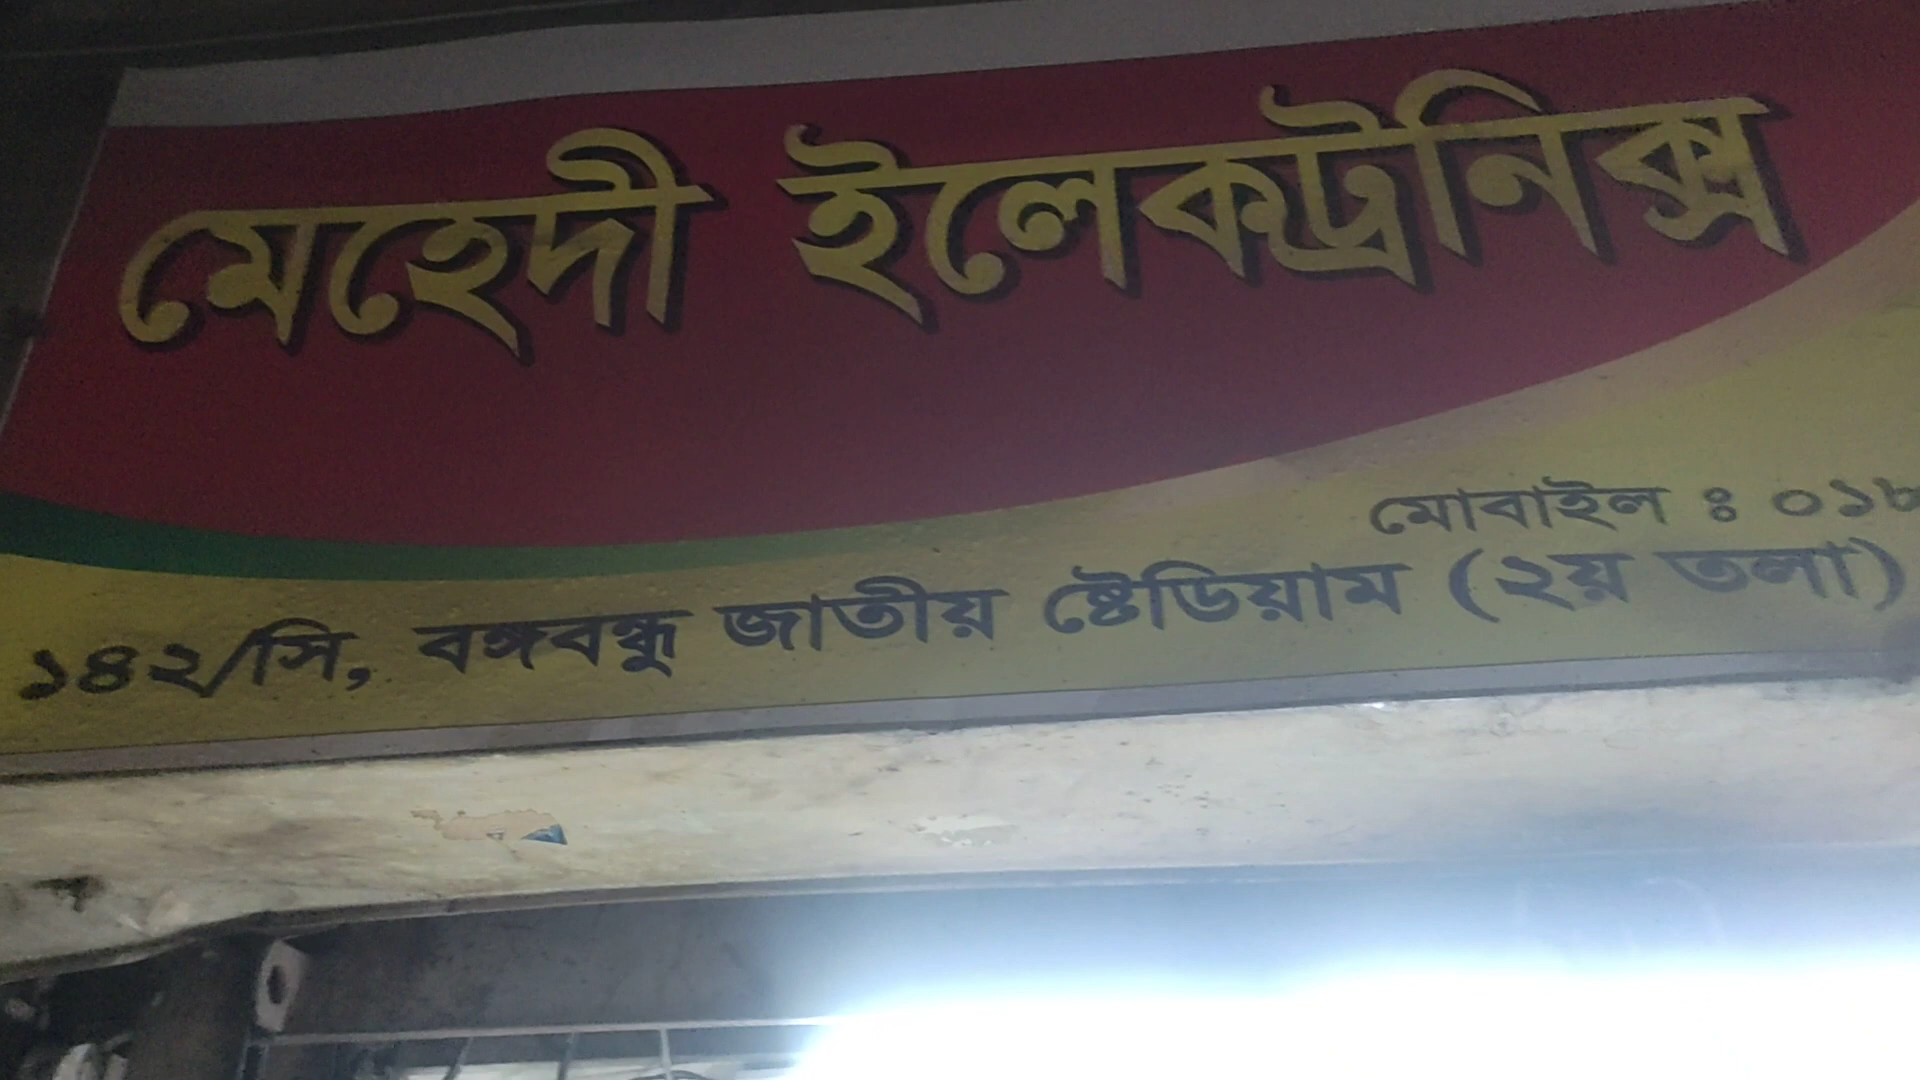 মেহেদী ইলেকট্রনিক্স
মোবাইল ঃ ০১৮
১৪২/সি, বঙ্গবন্ধু জাতীয় ষ্টেডিয়াম (২য় তলা)